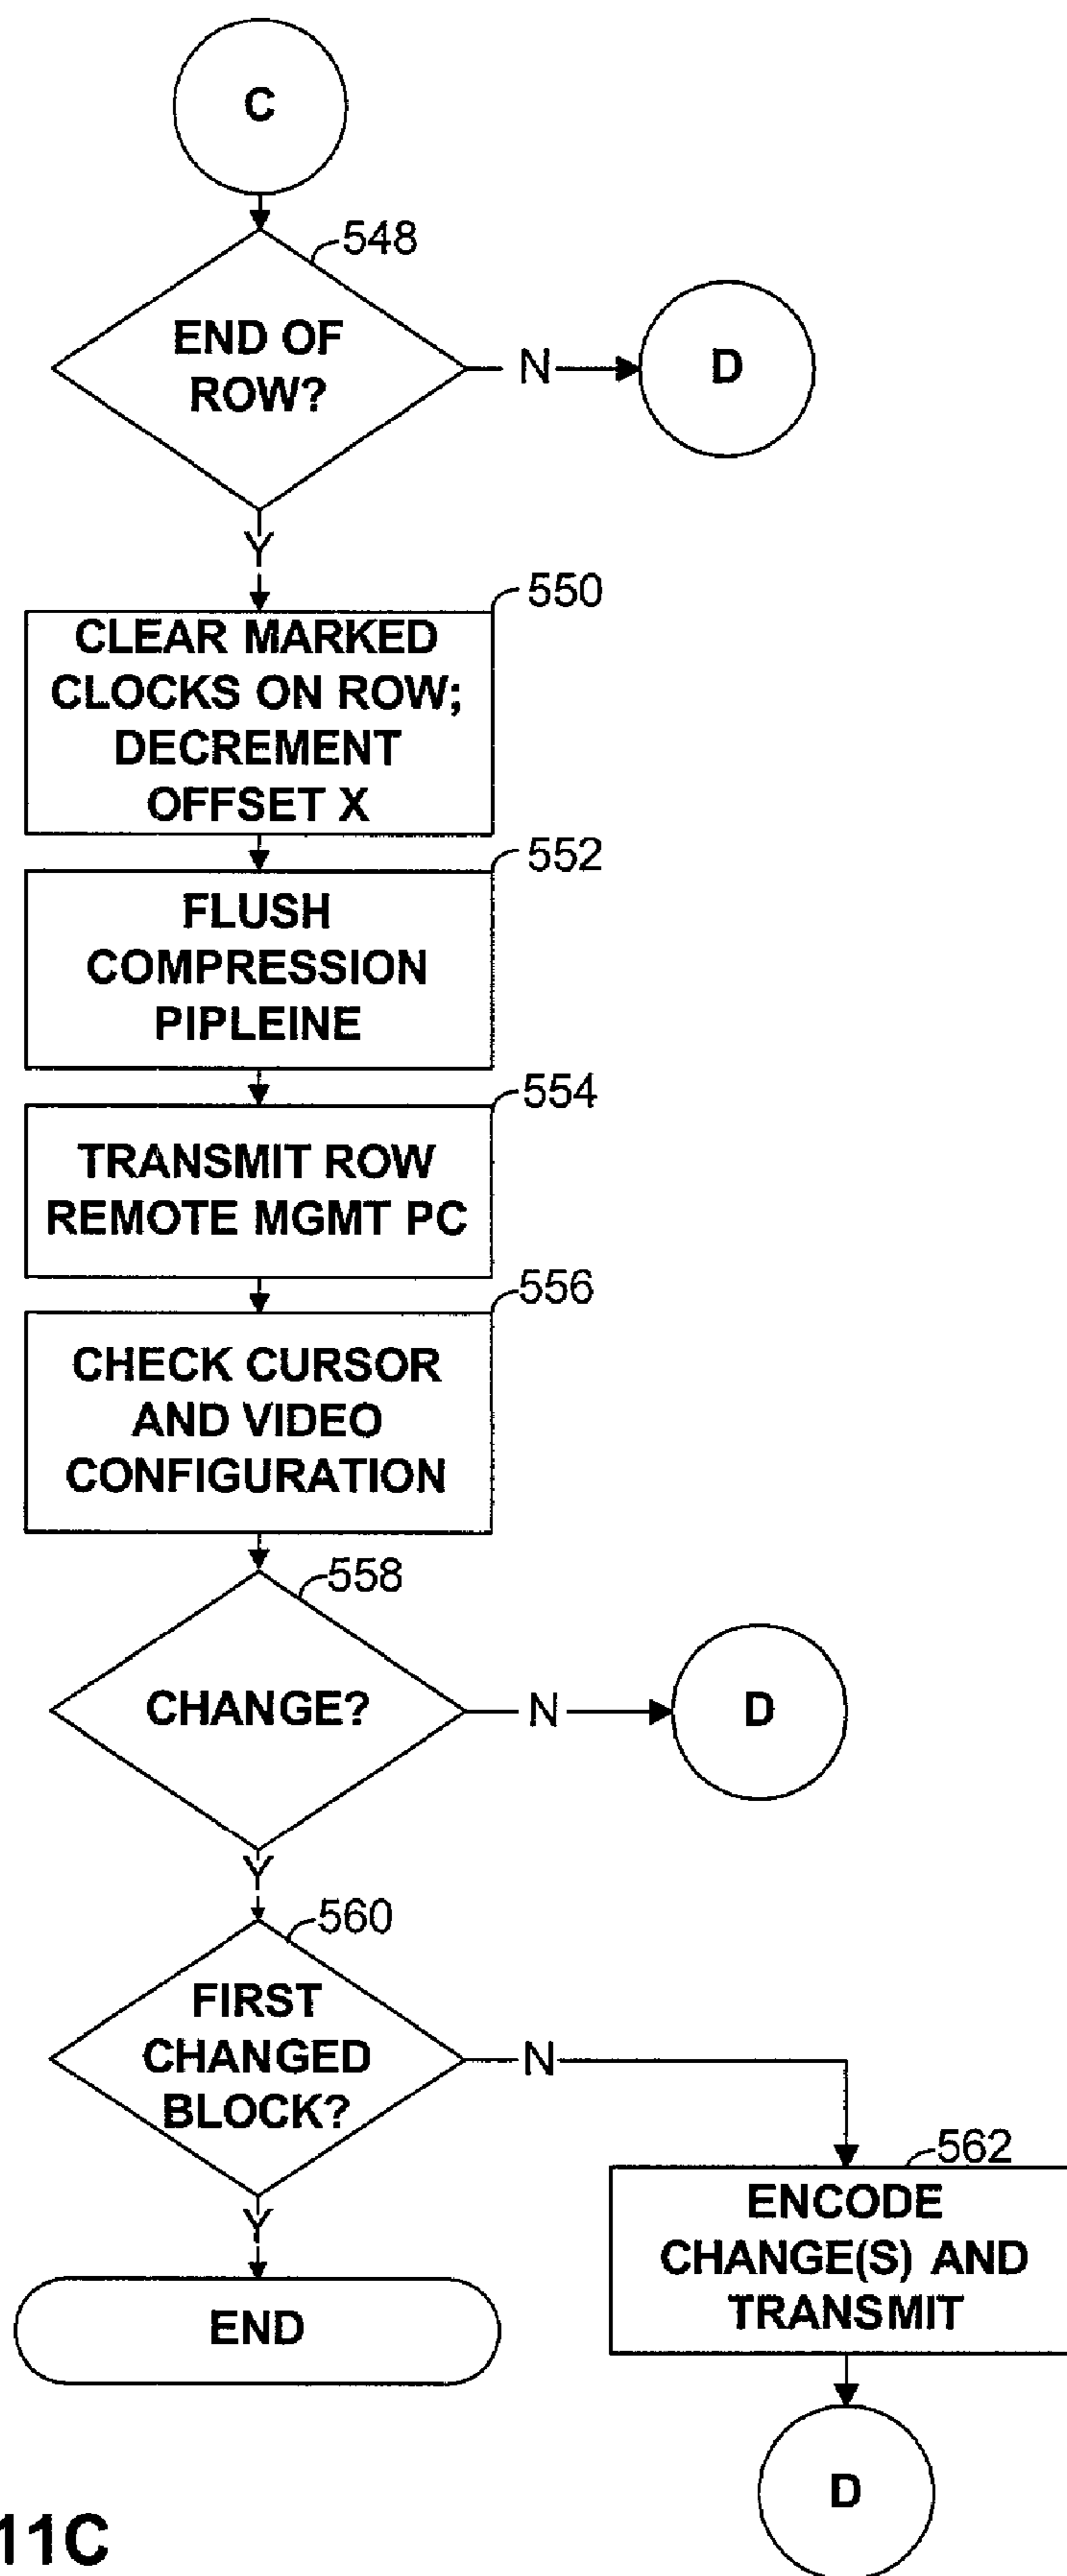 C
548
END OF
ROW?
N
D
Y
550
CLEAR MARKED
CLOCKS ON ROW;
DECREMENT
OFFSET X
552
FLUSH
COMPRESSION
PIPLEINE
554
TRANSMIT ROW
REMOTE MGMT PC
556
CHECK CURSOR
AND VIDEO
CONFIGURATION
558
CHANGE?
N
D
Y
560
FIRST
CHANGED
BLOCK?
N
562
ENCODE
CHANGE(S) AND
TRANSMIT
Y
END
D
11C